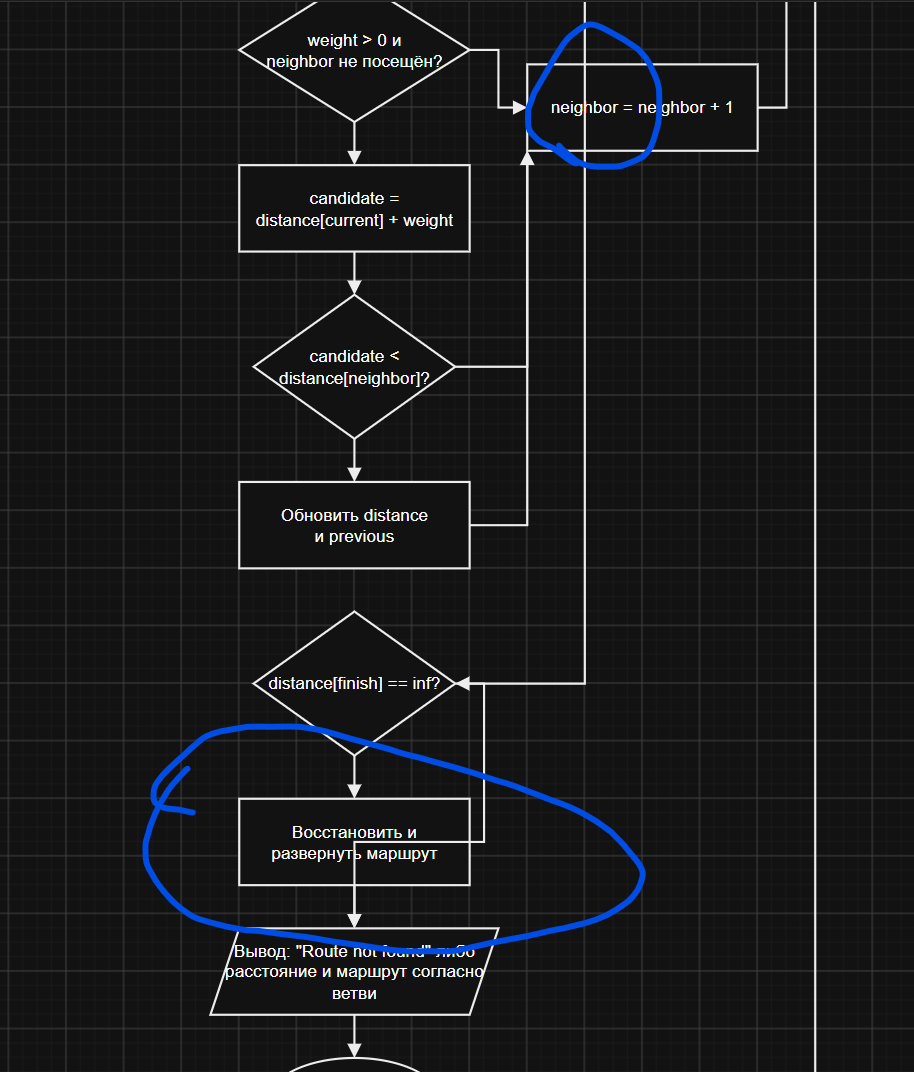 weight > 0 и
neighbor не посещён?
neighbor = neighbor + 1
candidate =
distance[current] + weight
candidate <
distance[neighbor]?
Обновить distance
и previous
distance[finish] == inf?
Восстановить и
развернуть маршрут
Вывод: "Route not found" либо
расстояние и маршрут согласно
ветви